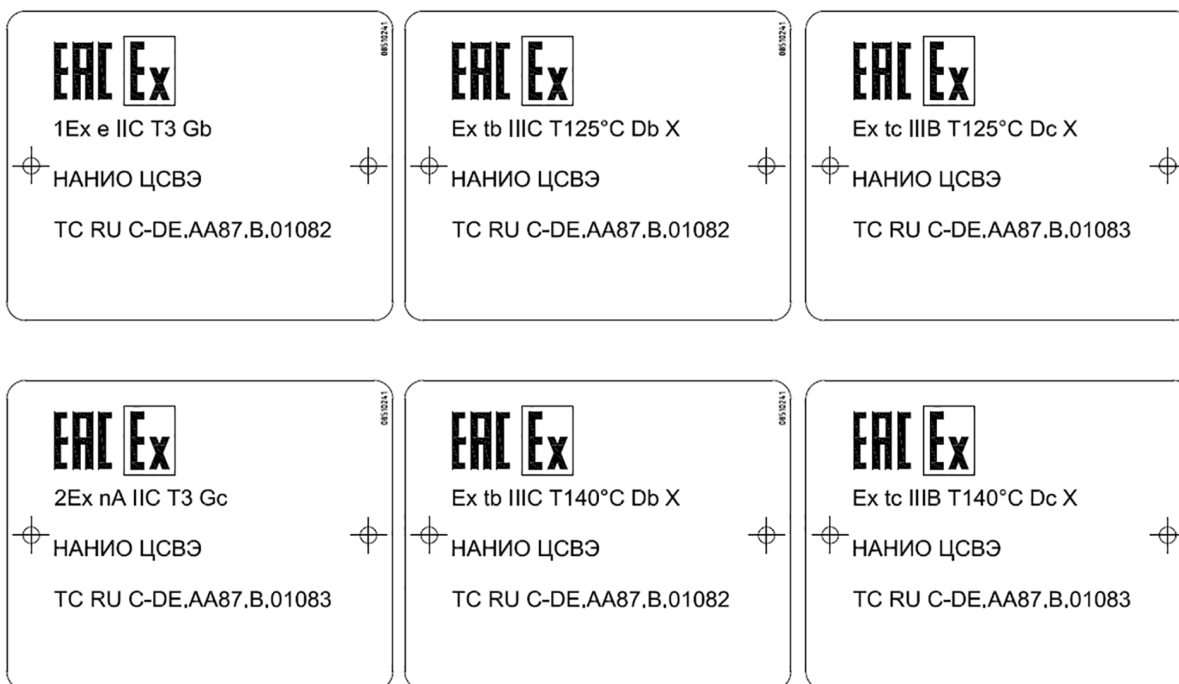 EAC Ex
08510241
1Ex e IIC T3 Gb
НАНИО ЦСВЭ
TC RU C-DE.AA87.B.01082
EAC Ex
08510241
Ex tb IIIC T125°C Db X
НАНИО ЦСВЭ
TC RU C-DE.AA87.B.01082
EAC Ex
Ex tc IIIB T125°C Dc X
НАНИО ЦСВЭ
TC RU C-DE.AA87.B.01083
EAC Ex
08510241
2Ex nA IIC T3 Gc
НАНИО ЦСВЭ
TC RU C-DE.AA87.B.01083
EAC Ex
08510241
Ex tb IIIC T140°C Db X
НАНИО ЦСВЭ
TC RU C-DE.AA87.B.01082
EAC Ex
Ex tc IIIB T140°C Dc X
НАНИО ЦСВЭ
TC RU C-DE.AA87.B.01083